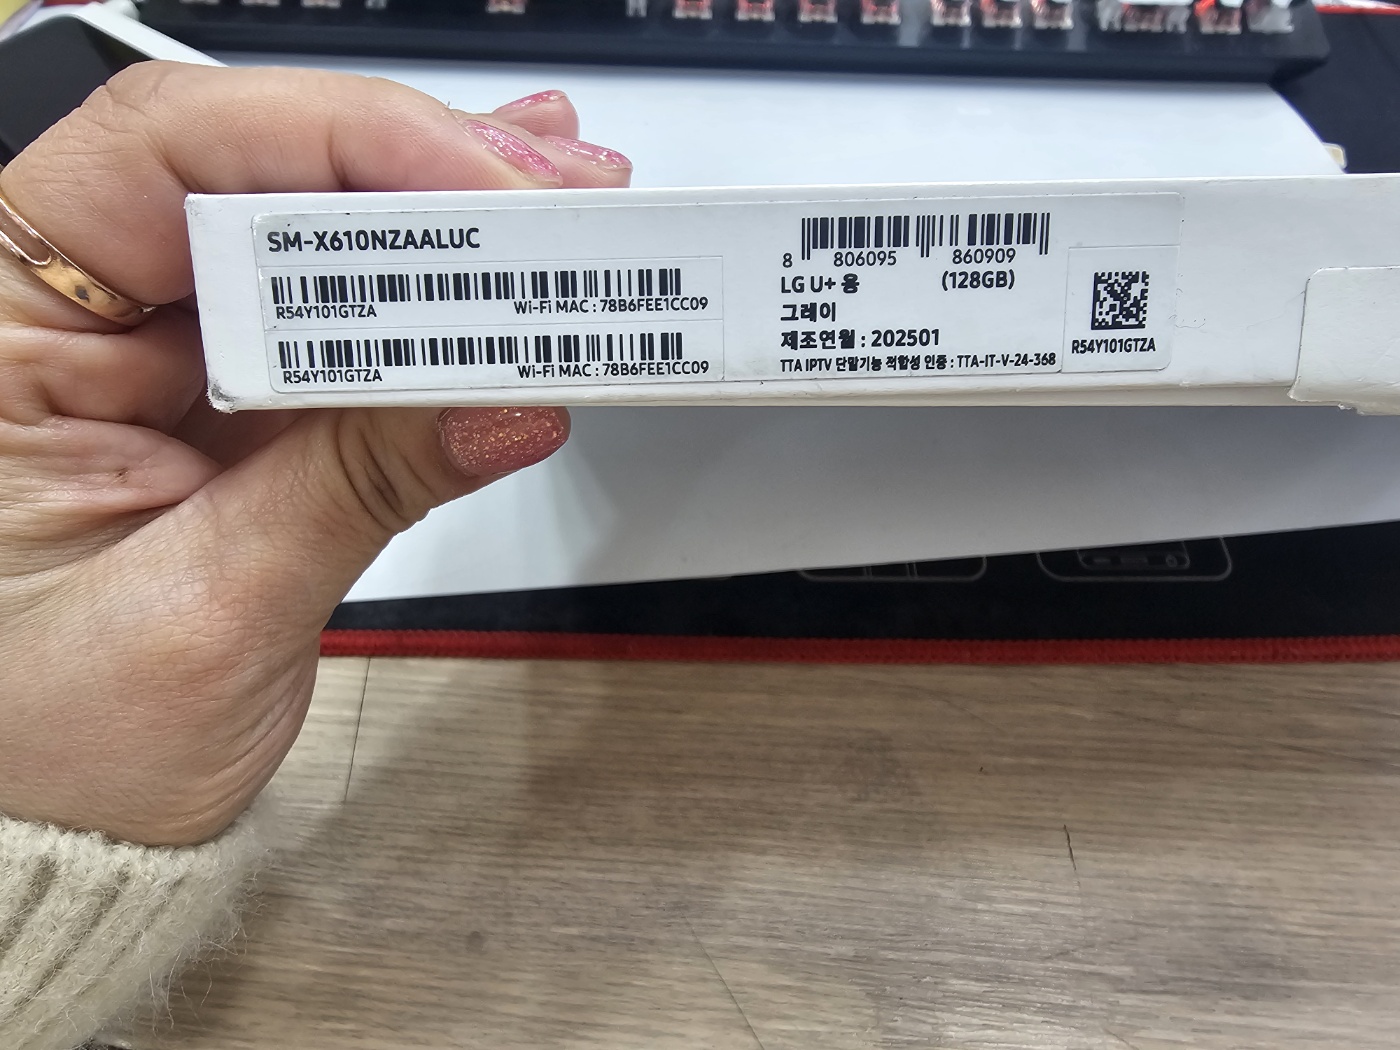 SM-X610NZAALUC
R54Y101GTZA Wi-Fi MAC : 78B6FEE1CC09
R54Y101GTZA Wi-Fi MAC : 78B6FEE1CC09
8 806095 860909
LG U+ 용 (128GB)
그레이
제조연월 : 202501
TTA IPTV 단말기능 적합성 인증 : TTA-IT-V-24-368
R54Y101GTZA